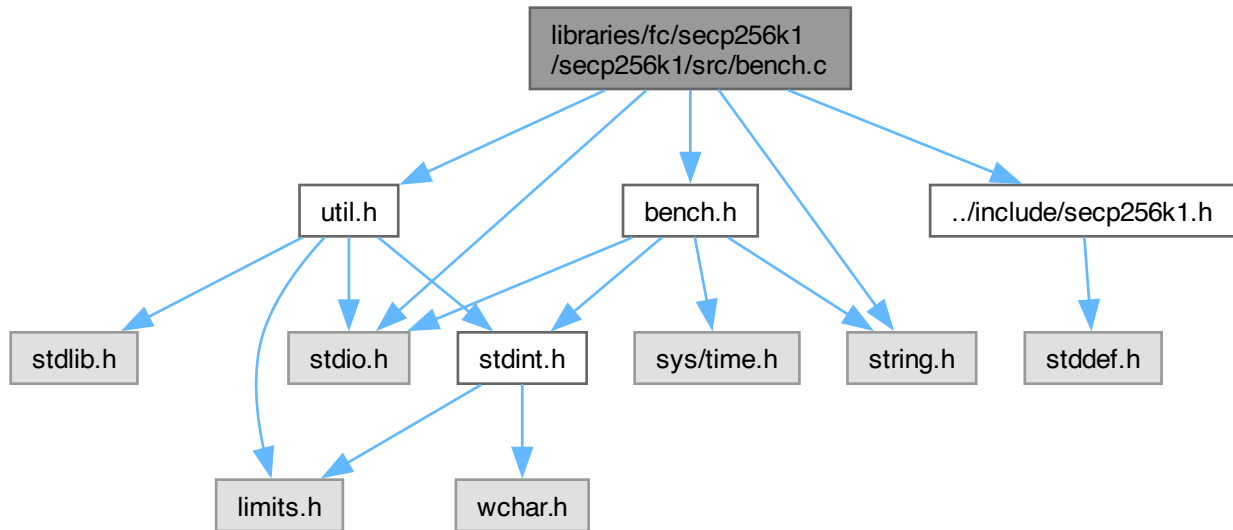 libraries/fc/secp256k1
/secp256k1/src/bench.c
util.h
bench.h
../include/secp256k1.h
stdlib.h
stdio.h
stdint.h
sys/time.h
string.h
stddef.h
limits.h
wchar.h